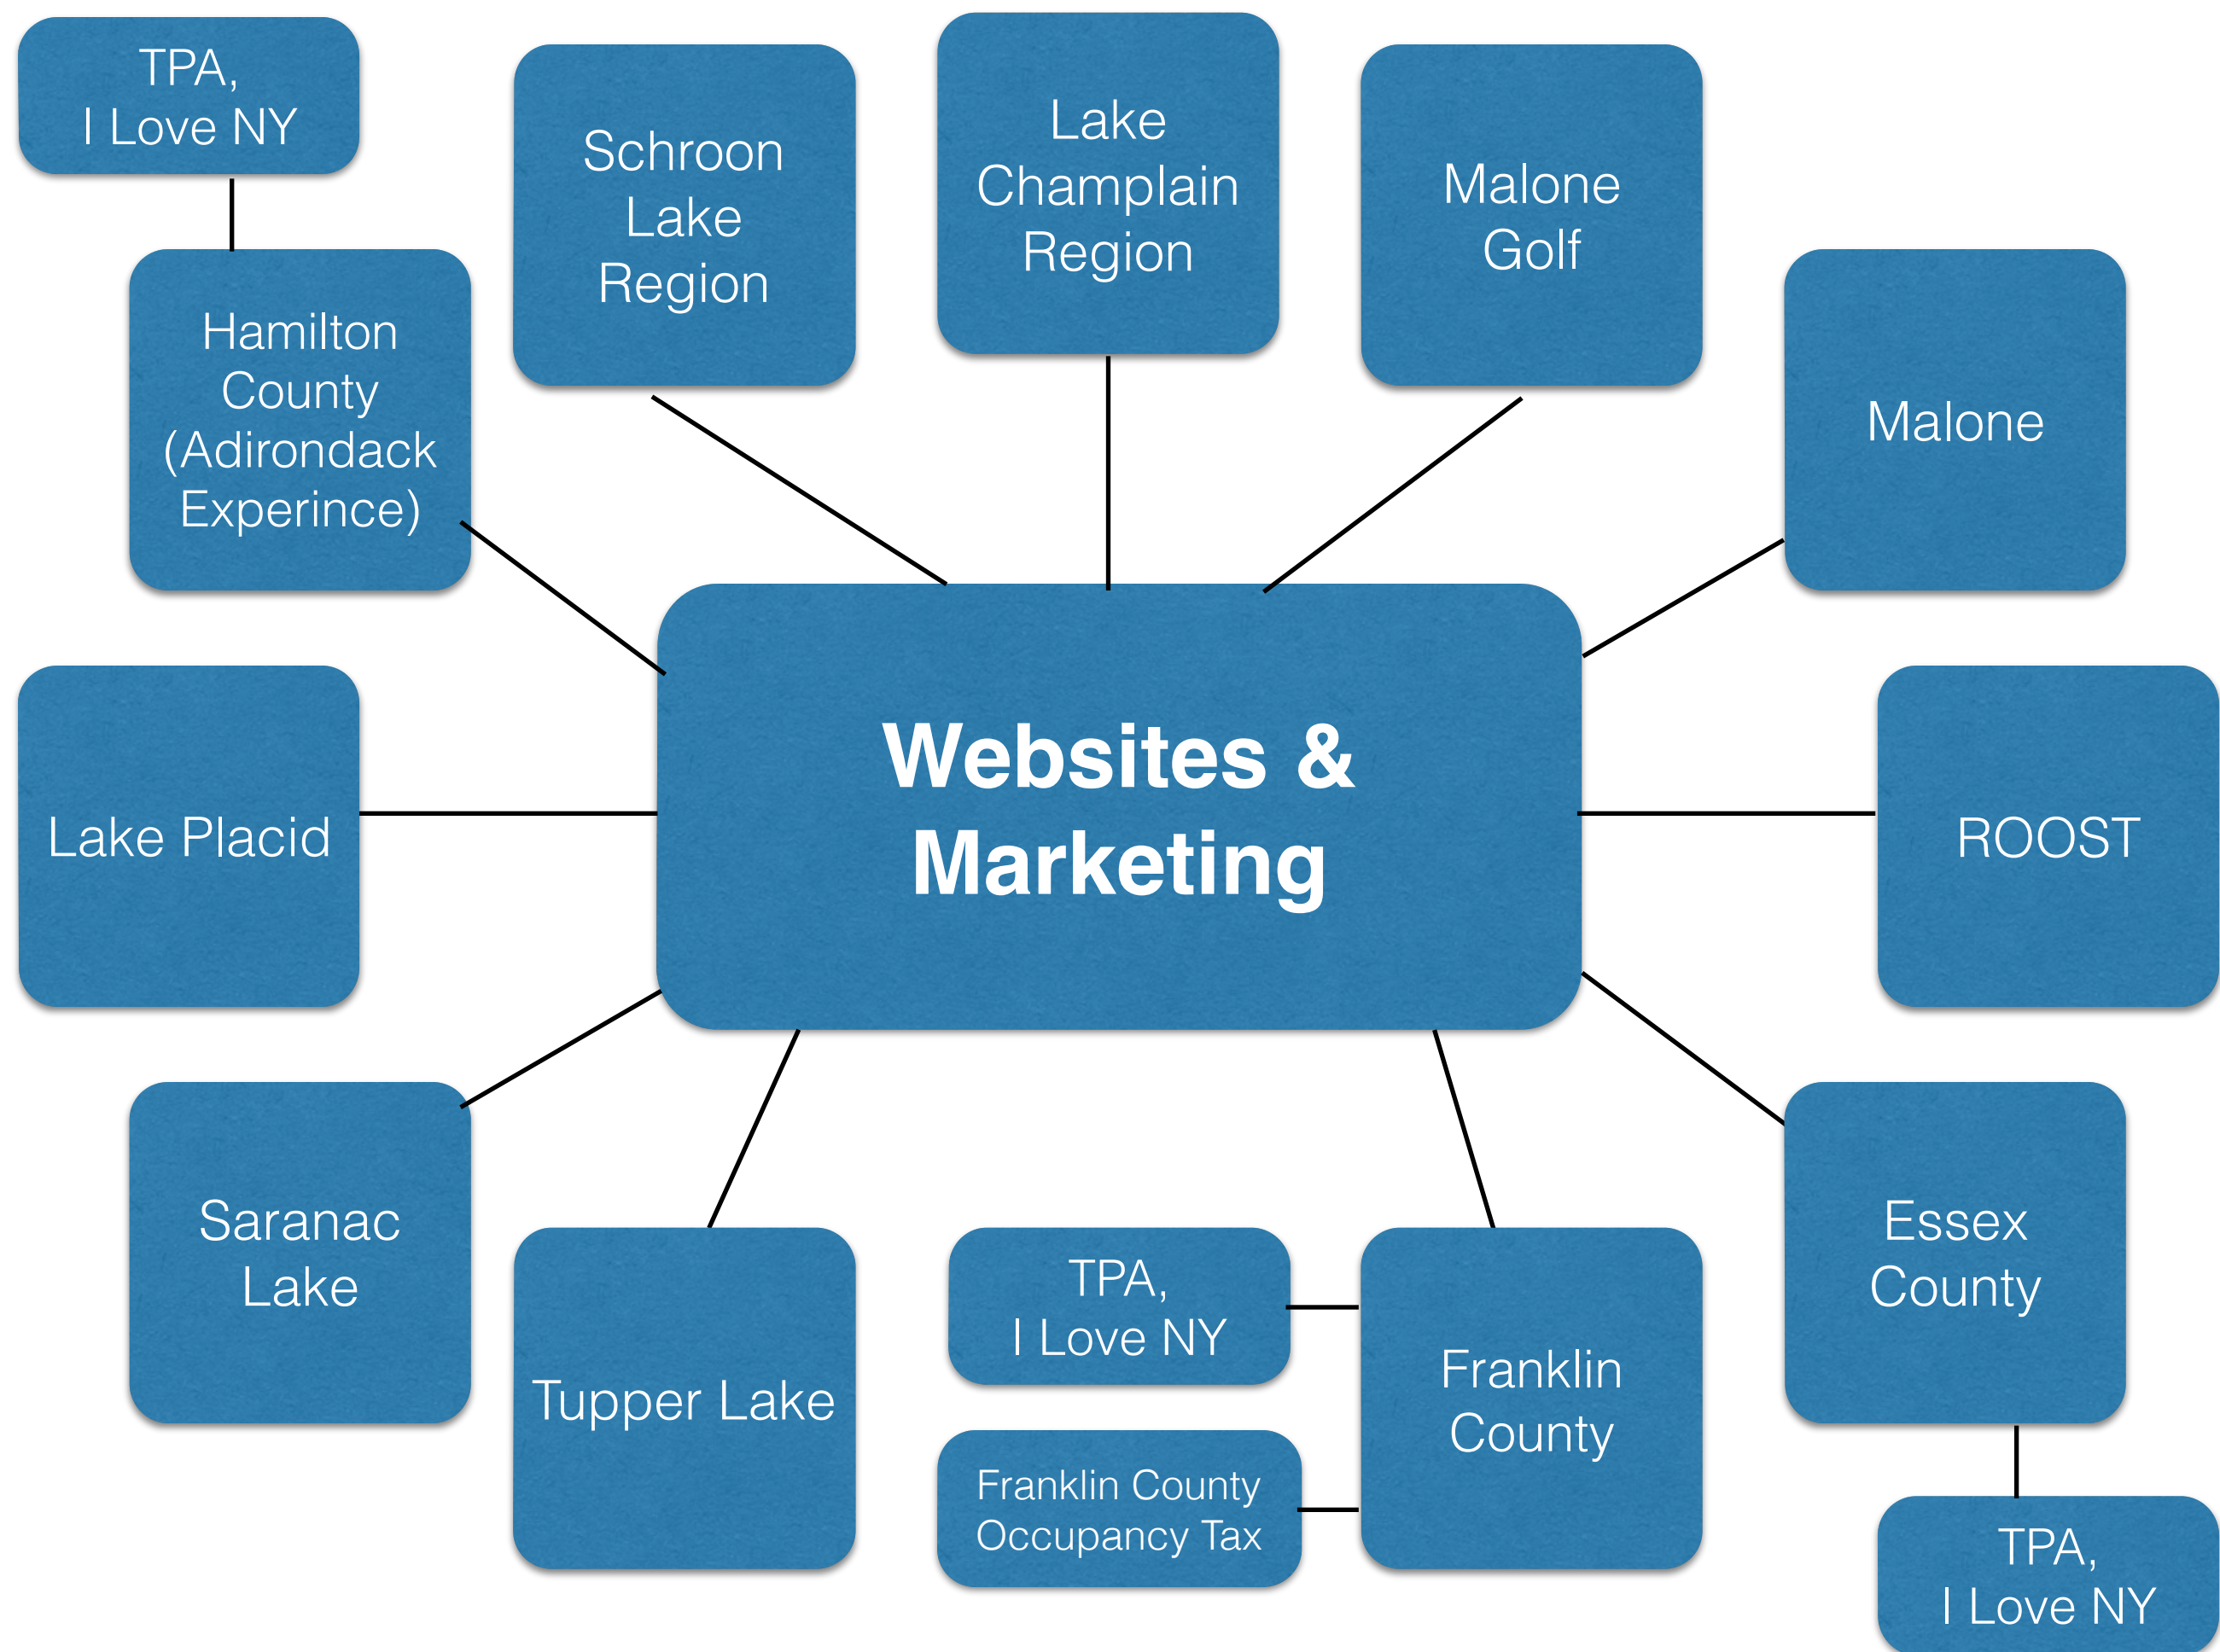 TPA,
I Love NY
Schroon
Lake
Region
Lake
Champlain
Region
Malone
Golf
Hamilton
County
(Adirondack
Experince)
Malone
Websites &
Marketing
Lake Placid
ROOST
Saranac
Lake
Tupper Lake
TPA,
I Love NY
Franklin County
Occupancy Tax
Franklin
County
Essex
County
TPA,
I Love NY